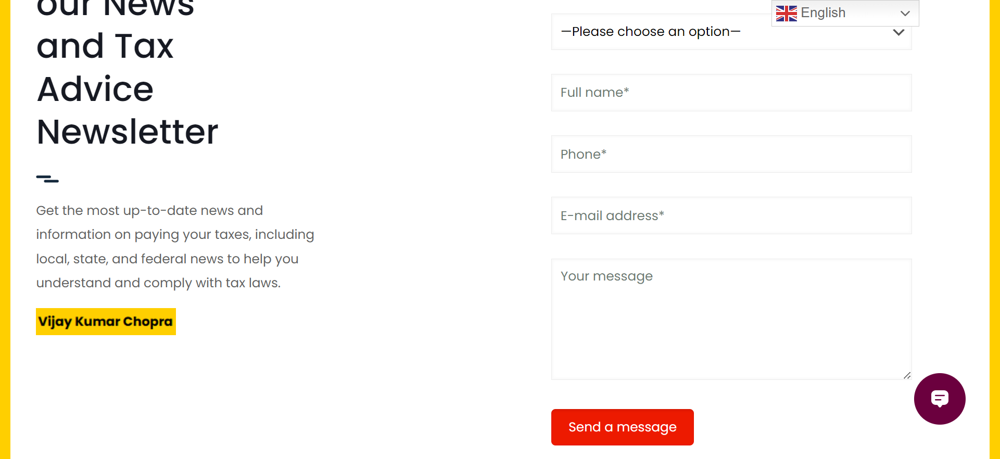 our News
and Tax
Advice
Newsletter
Get the most up-to-date news and
information on paying your taxes, including
local, state, and federal news to help you
understand and comply with tax laws.
Vijay Kumar Chopra
English
—Please choose an option—
Full name*
Phone*
E-mail address*
Your message
Send a message